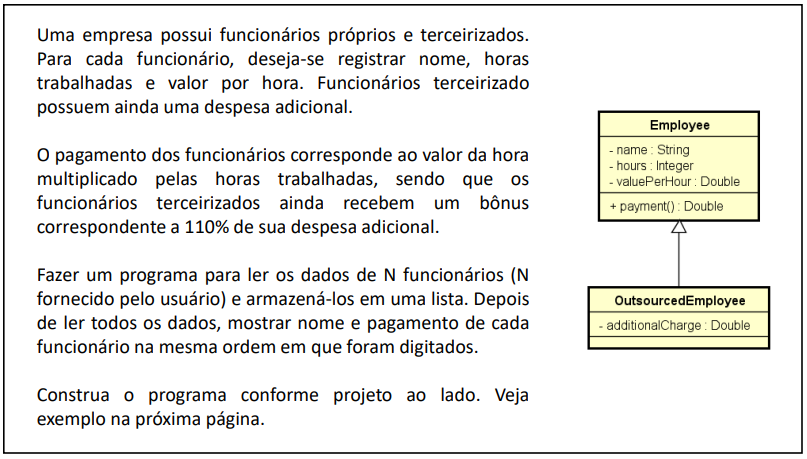 Uma empresa possui funcionários próprios e terceirizados.
Para cada funcionário, deseja-se registrar nome, horas
trabalhadas e valor por hora. Funcionários terceirizado
possuem ainda uma despesa adicional.
O pagamento dos funcionários corresponde ao valor da hora
multiplicado pelas horas trabalhadas, sendo que os
funcionários terceirizados ainda recebem um bônus
correspondente a 110% de sua despesa adicional.
Fazer um programa para ler os dados de N funcionários (N
fornecido pelo usuário) e armazená-los em uma lista. Depois
de ler todos os dados, mostrar nome e pagamento de cada
funcionário na mesma ordem em que foram digitados.
Construa o programa conforme projeto ao lado. Veja
exemplo na próxima página.
Employee
- name : String
- hours : Integer
- valuePerHour : Double
+ payment() : Double
OutsourcedEmployee
- additionalCharge : Double